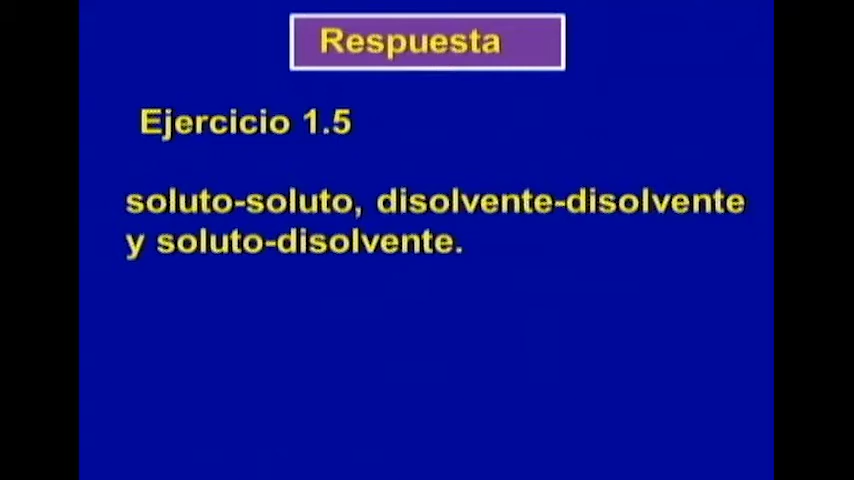 Respuesta
Ejercicio 1.5
soluto-soluto, disolvente-disolvente
y soluto-disolvente.